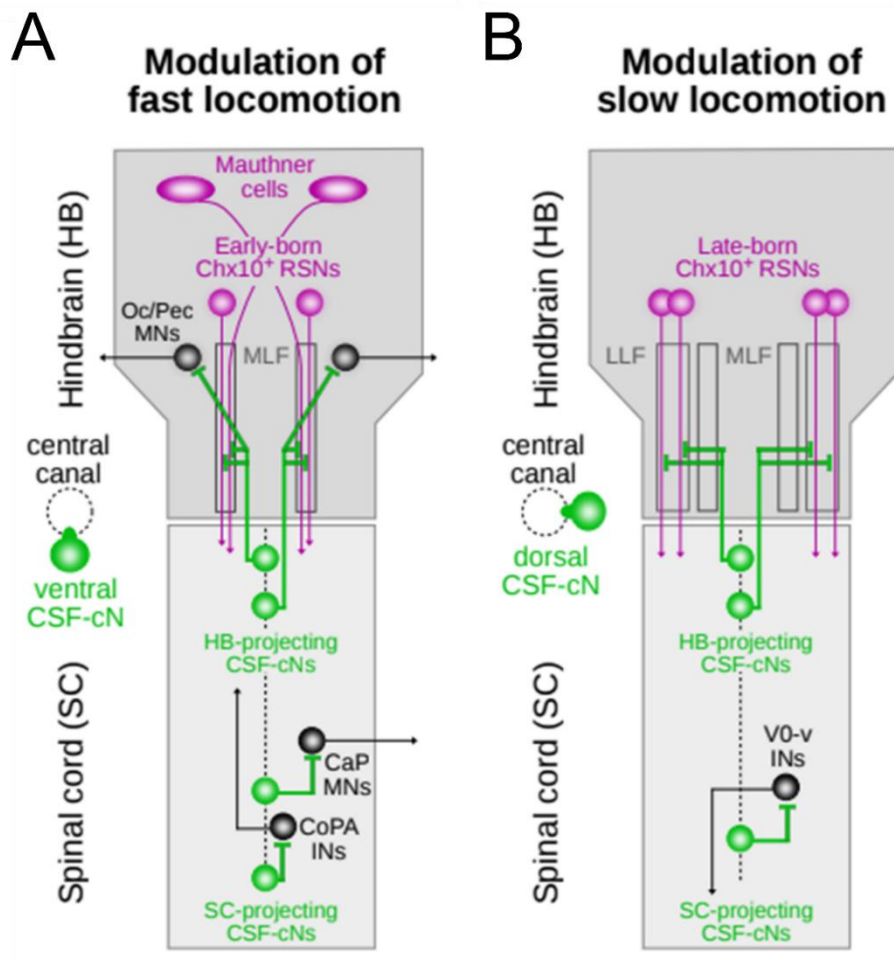 A
Modulation of
fast locomotion
Hindbrain (HB)
Mauthner
cells
Early-born
Chx10⁺ RSNs
Oc/Pec
MNs
MLF
central
canal
ventral
CSF-cN
HB-projecting
CSF-cNs
Spinal cord (SC)
CaP
MNs
CoPA
INs
SC-projecting
CSF-cNs
B
Modulation of
slow locomotion
Hindbrain (HB)
Late-born
Chx10⁺ RSNs
LLF
MLF
central
canal
dorsal
CSF-cN
HB-projecting
CSF-cNs
Spinal cord (SC)
V0-v
INs
SC-projecting
CSF-cNs